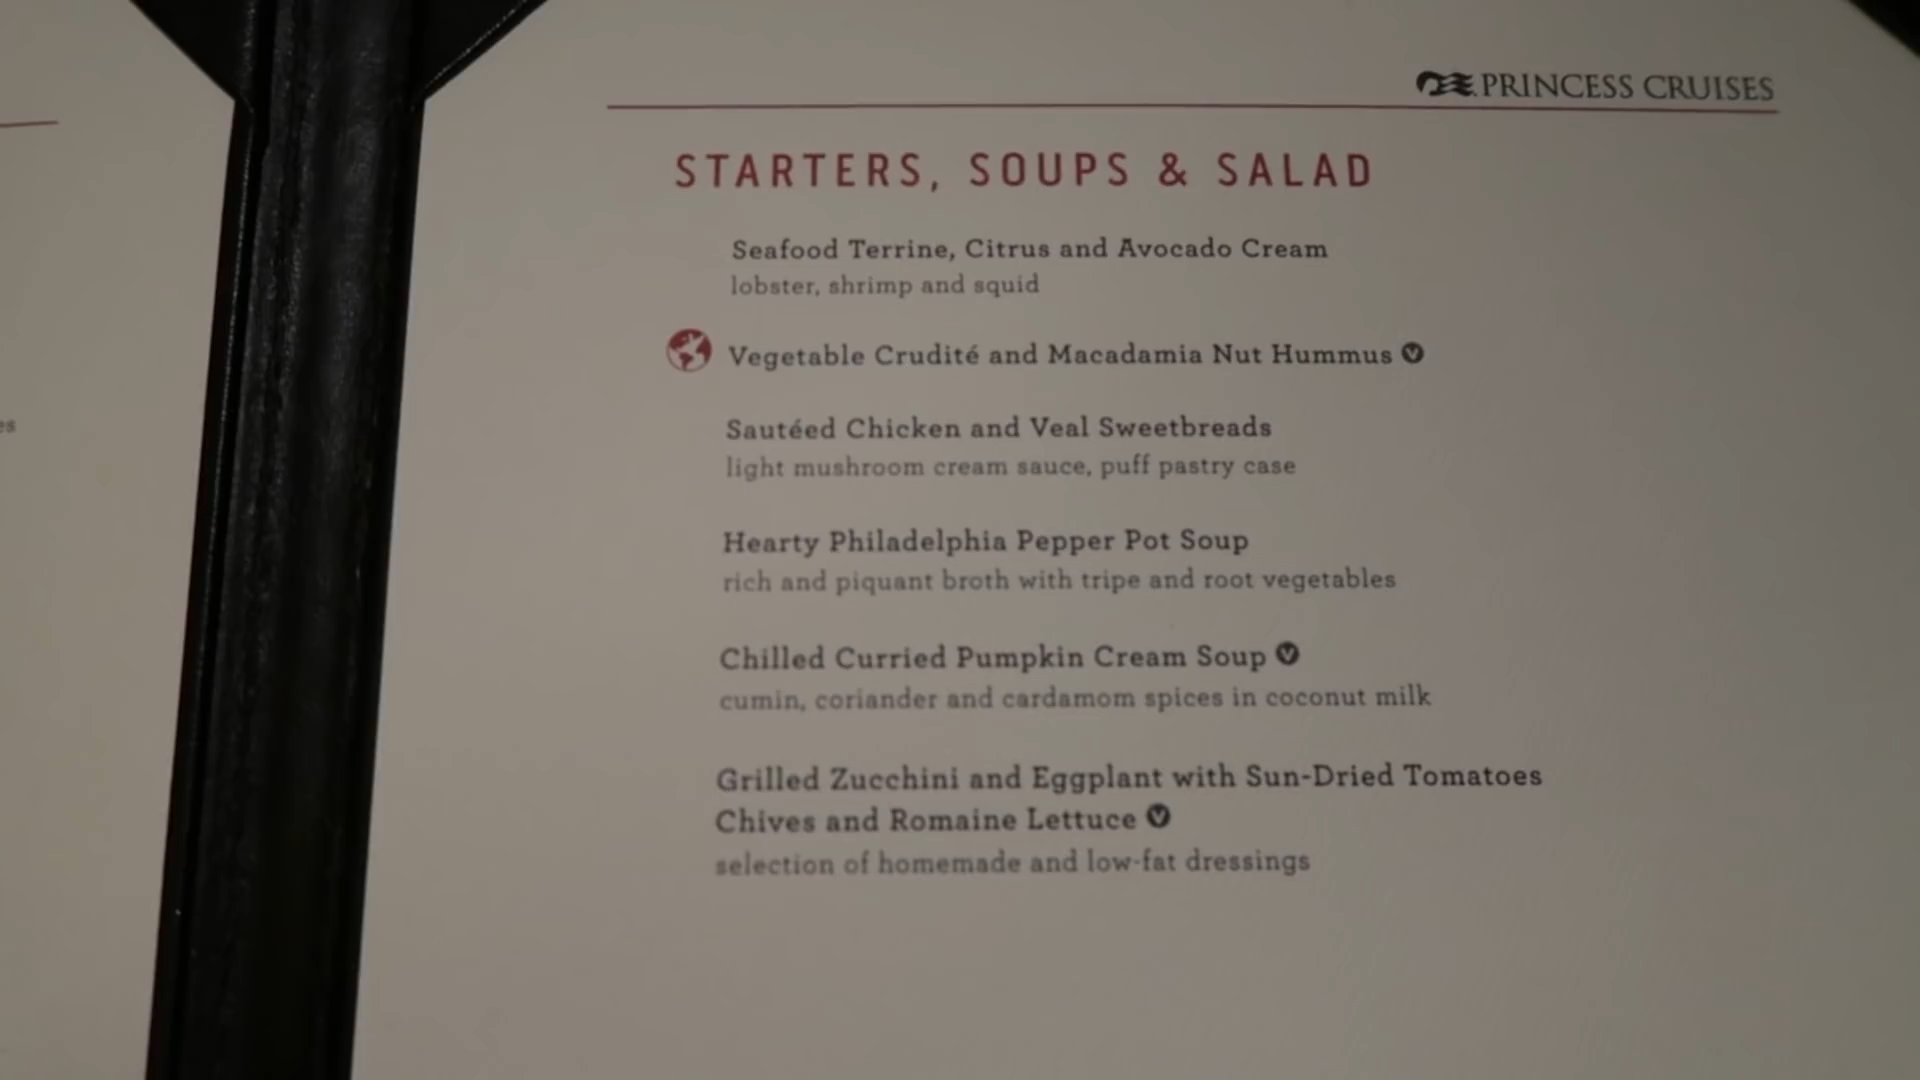 PRINCESS CRUISES
STARTERS, SOUPS & SALAD
Seafood Terrine, Citrus and Avocado Cream
lobster, shrimp and squid
Vegetable Crudité and Macadamia Nut Hummus V
Sautéed Chicken and Veal Sweetbreads
light mushroom cream sauce, puff pastry case
Hearty Philadelphia Pepper Pot Soup
rich and piquant broth with tripe and root vegetables
Chilled Curried Pumpkin Cream Soup V
cumin, coriander and cardamom spices in coconut milk
Grilled Zucchini and Eggplant with Sun-Dried Tomatoes
Chives and Romaine Lettuce V
selection of homemade and low-fat dressings